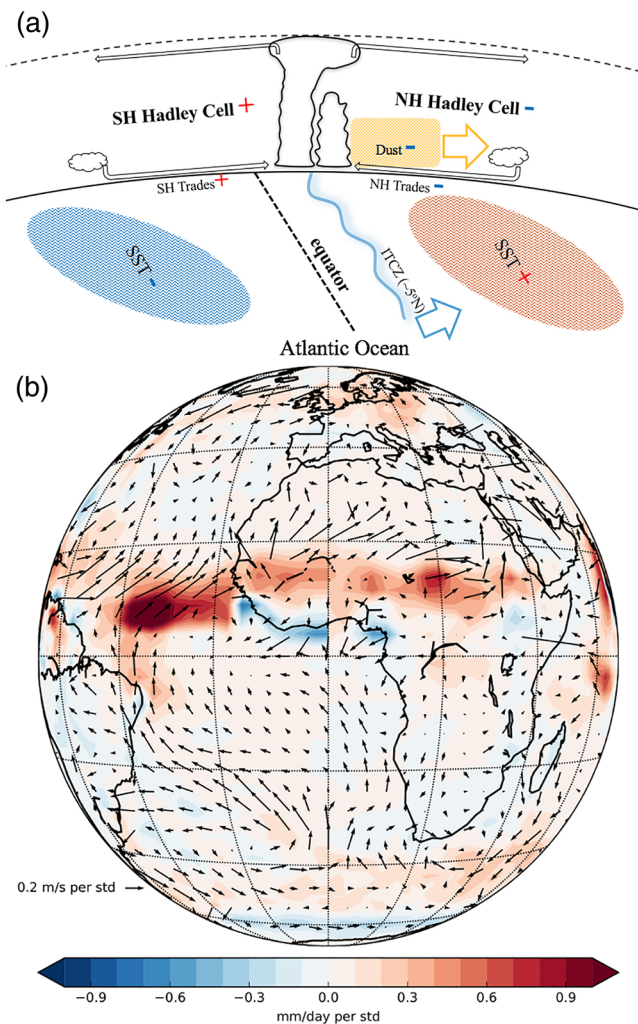 (a)
SH Hadley Cell +
NH Hadley Cell -
Dust -
SH Trades +
NH Trades -
SST -
equator
ITCZ (~5°N)
SST +
Atlantic Ocean
(b)
0.2 m/s per std
−0.9 −0.6 −0.3 0.0 0.3 0.6 0.9
mm/day per std